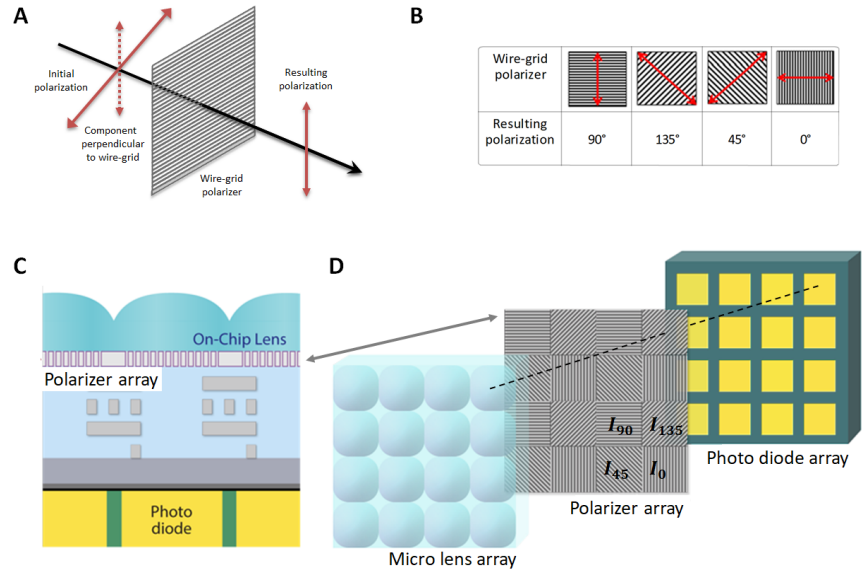 A
Initial
polarization
Component
perpendicular
to wire-grid
Wire-grid
polarizer
Resulting
polarization
B
Wire-grid
polarizer
Resulting
polarization
90°
135°
45°
0°
C
On-Chip Lens
Polarizer array
Photo
diode
D
I90
I135
I45
I0
Photo diode array
Polarizer array
Micro lens array